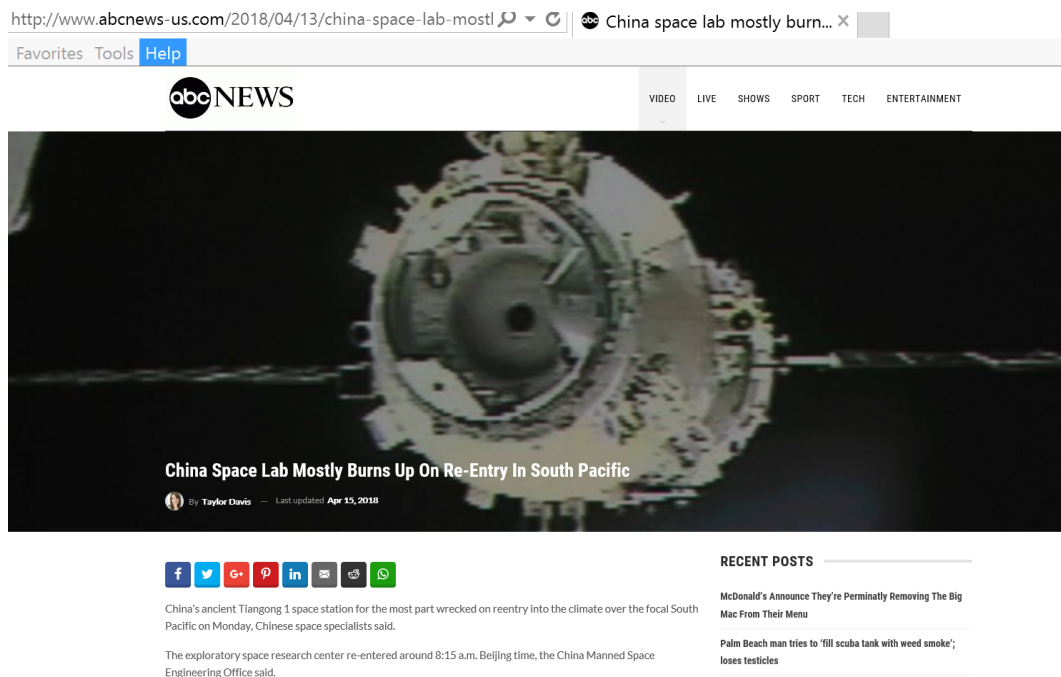 http://www.abcnews-us.com/2018/04/13/china-space-lab-mostl
China space lab mostly burn...
Favorites Tools Help
abc NEWS
VIDEO LIVE SHOWS SPORT TECH ENTERTAINMENT
China Space Lab Mostly Burns Up On Re-Entry In South Pacific
By Taylor Davis — Last updated Apr 15, 2018
China's ancient Tiangong 1 space station for the most part wrecked on reentry into the climate over the focal South
Pacific on Monday, Chinese space specialists said.
The exploratory space research center re-entered around 8:15 a.m. Beijing time, the China Manned Space
Engineering Office said.
RECENT POSTS
McDonald's Announce They're Perminatly Removing The Big
Mac From Their Menu
Palm Beach man tries to 'fill scuba tank with weed smoke';
loses testicles